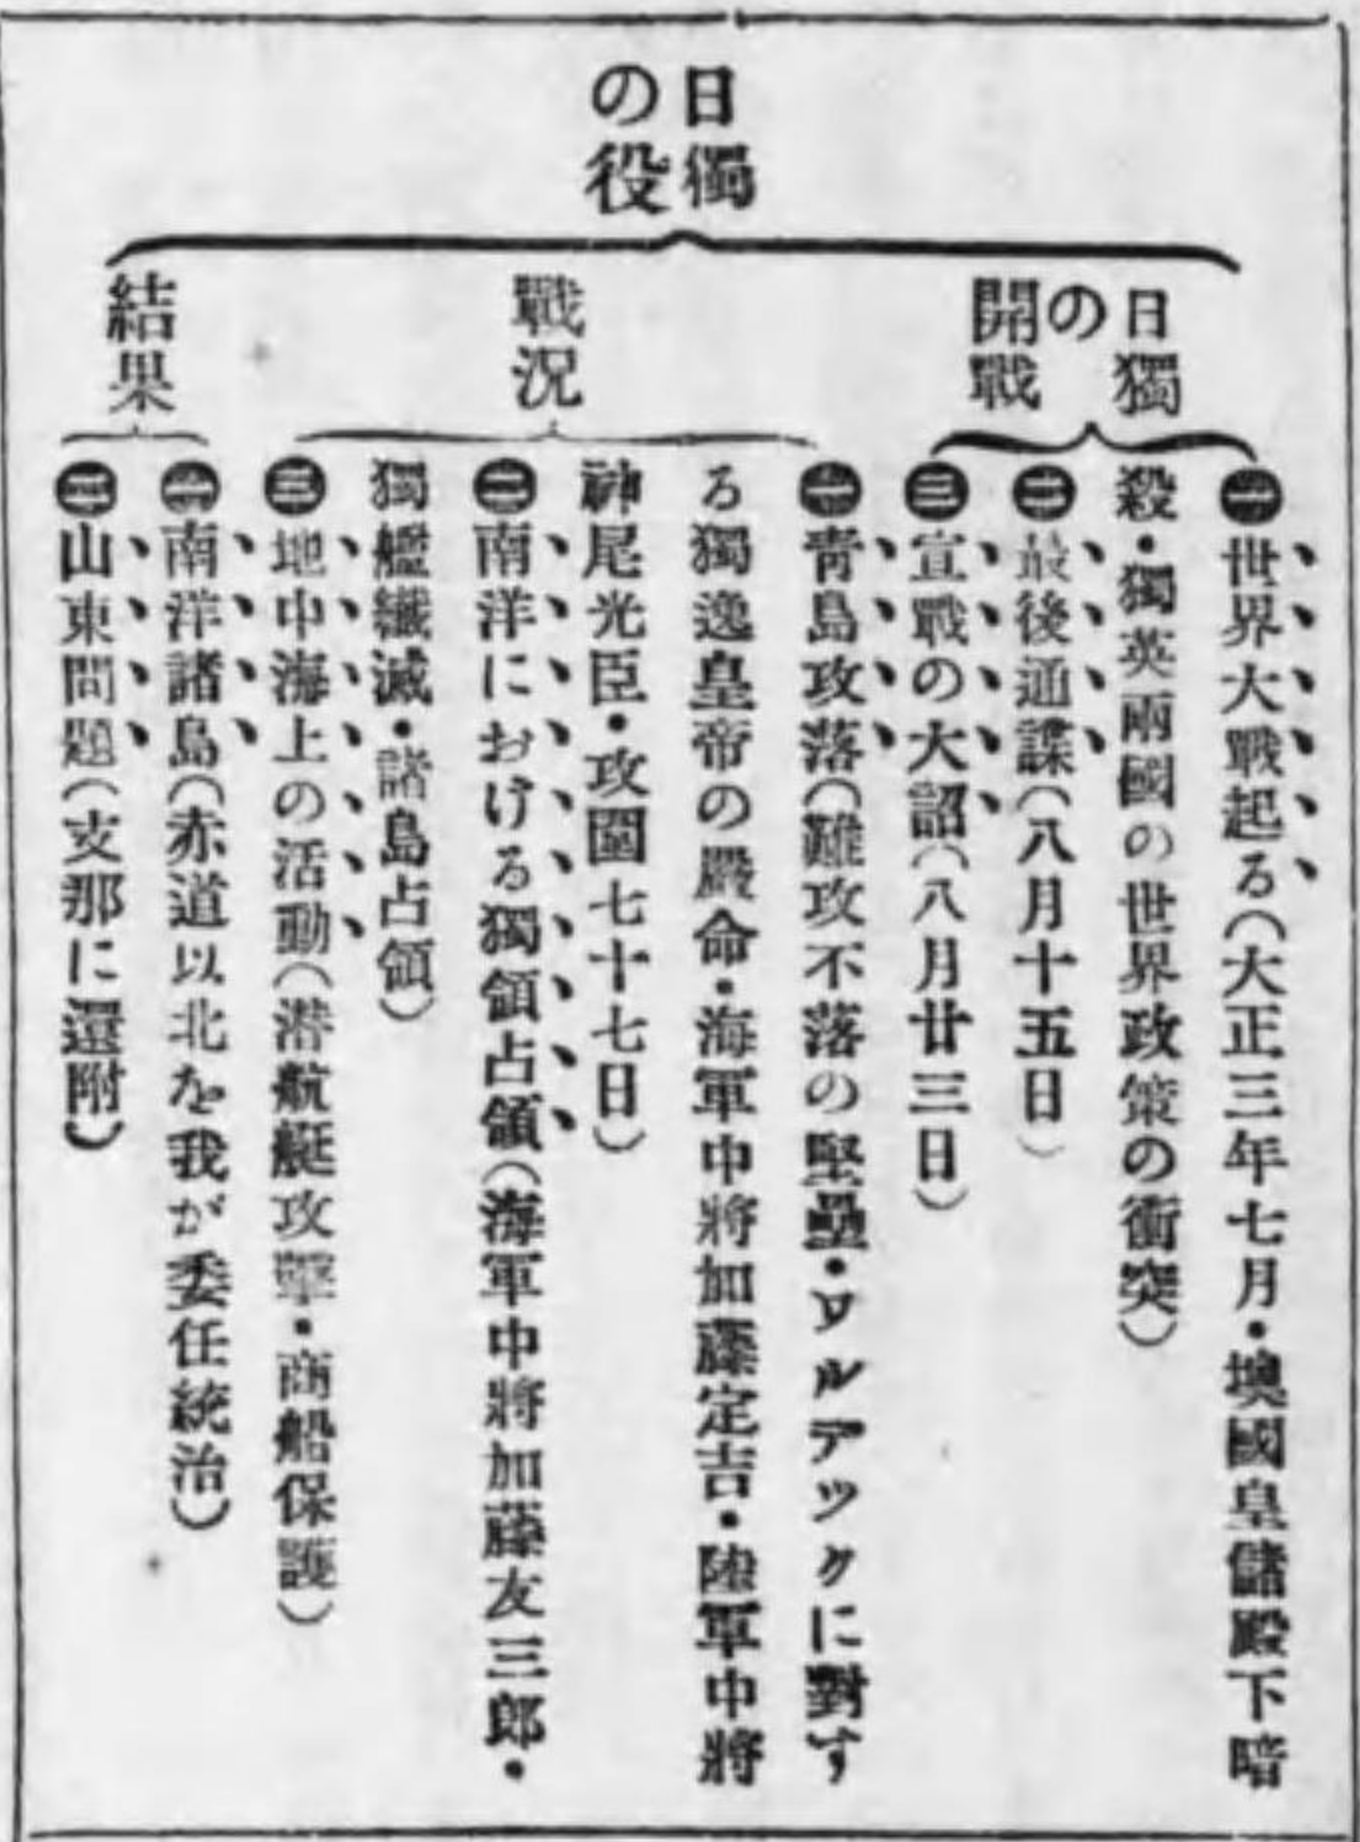 日獨
の役
日獨
の
開戰
㊀世界大戰起る(大正三年七月・墺國皇儲殿下暗
殺・獨英兩國の世界政策の衝突)
㊁最後通諜(八月十五日)
㊂宣戰の大詔(八月廿三日)
戰況
㊀靑島攻落(難攻不落の堅壘・ワルデックに對す
る獨逸皇帝の嚴命・海軍中將加藤定吉・陸軍中將
神尾光臣・攻圍七十七日)
㊁南洋における獨領占領(海軍中將加藤友三郎・
獨艦纎滅・諸島占領)
㊂地中海上の活動(潜航艇攻擊・商船保護)
結果
㊀南洋諸島(赤道以北を我が委任統治)
㊁山東問題(支那に還附)